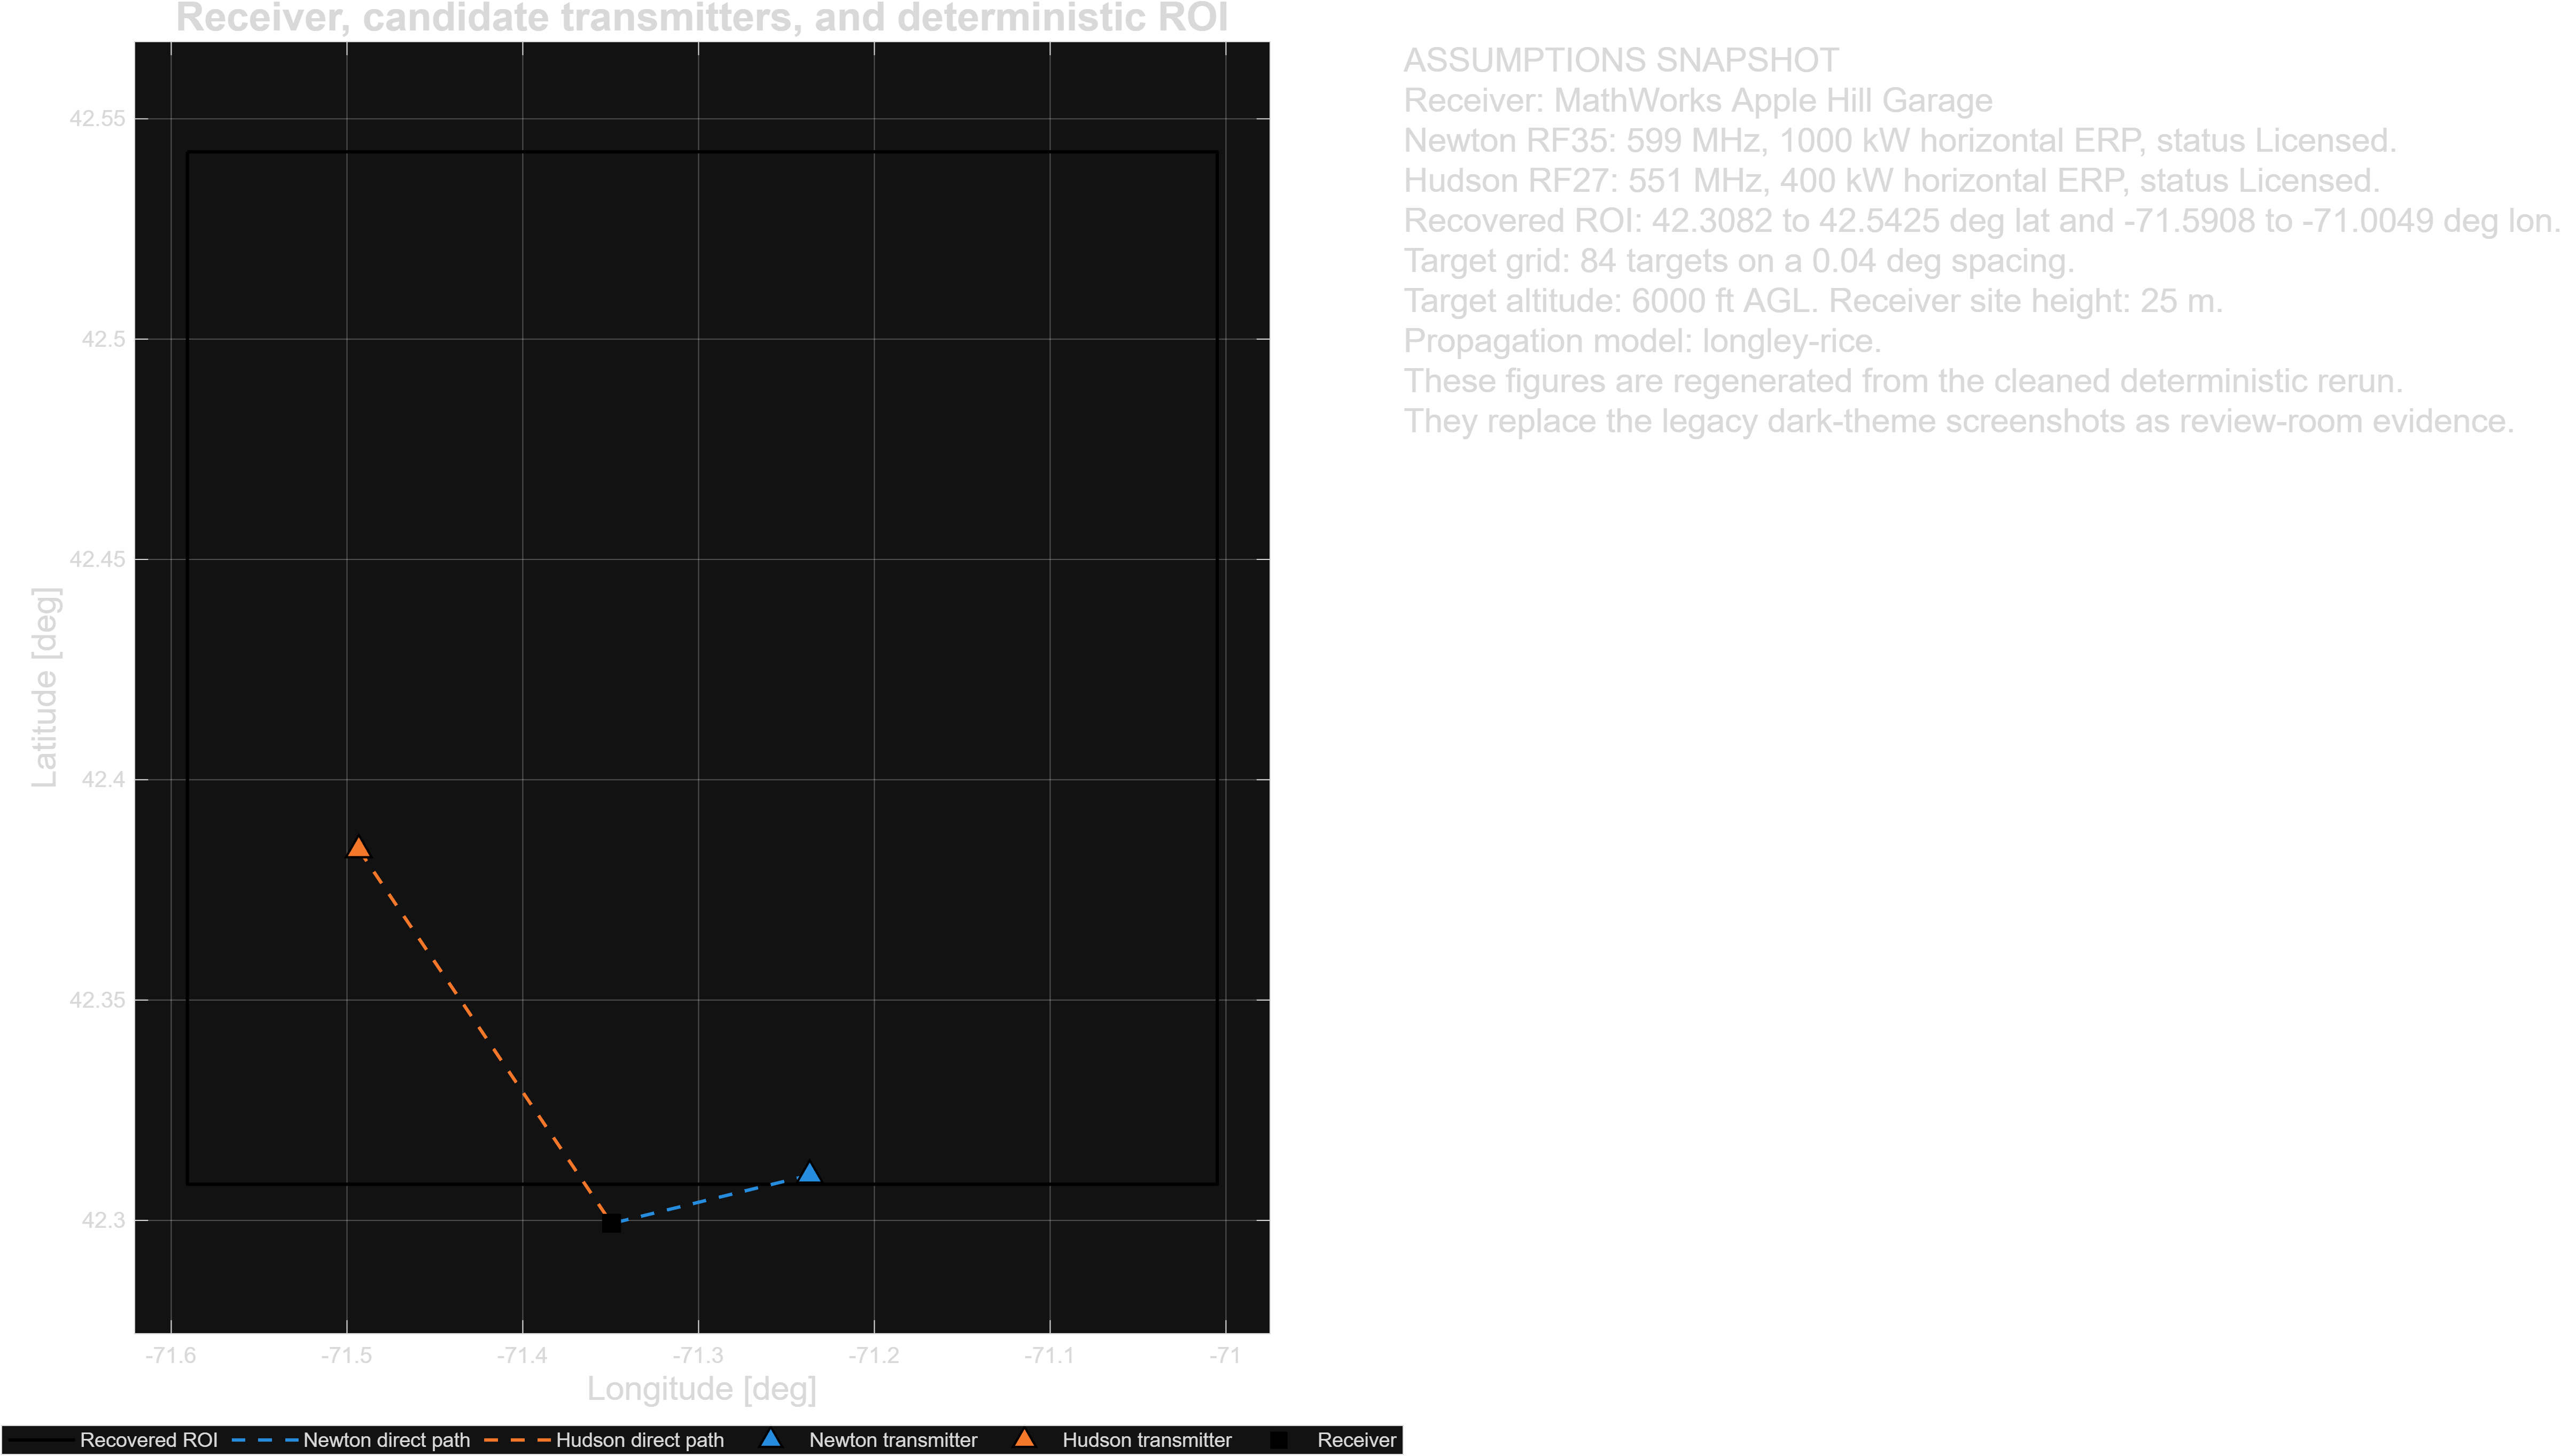 Receiver, candidate transmitters, and deterministic ROI
ASSUMPTIONS SNAPSHOT
Receiver: MathWorks Apple Hill Garage
Newton RF35: 599 MHz, 1000 kW horizontal ERP, status Licensed.
Hudson RF27: 551 MHz, 400 kW horizontal ERP, status Licensed.
Recovered ROI: 42.3082 to 42.5425 deg lat and -71.5908 to -71.0049 deg lon.
Target grid: 84 targets on a 0.04 deg spacing.
Target altitude: 6000 ft AGL. Receiver site height: 25 m.
Propagation model: longley-rice.
These figures are regenerated from the cleaned deterministic rerun.
They replace the legacy dark-theme screenshots as review-room evidence.
Latitude [deg]
42.55
42.5
42.45
42.4
42.35
42.3
-71.6 -71.5 -71.4 -71.3 -71.2 -71.1 -71
Longitude [deg]
Recovered ROI Newton direct path Hudson direct path Newton transmitter Hudson transmitter Receiver